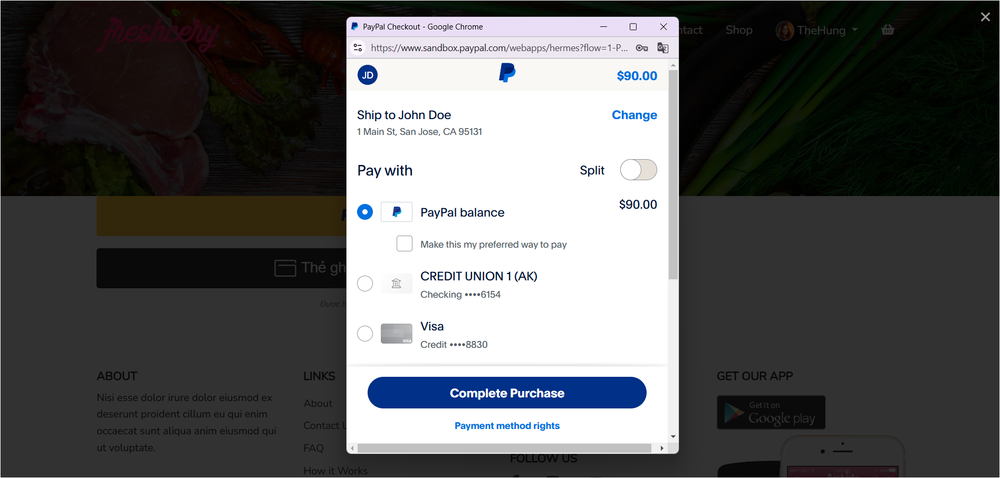 freshcery
ntact
Shop
TheHung
PayPal Checkout - Google Chrome
https://www.sandbox.paypal.com/webapps/hermes?flow=1-P...
JD
$90.00
Ship to John Doe
Change
1 Main St, San Jose, CA 95131
Pay with
Split
PayPal balance
$90.00
Make this my preferred way to pay
CREDIT UNION 1 (AK)
Checking ••••6154
Visa
VISA
Credit ••••8830
Complete Purchase
Payment method rights
Thẻ gh
Được h
ABOUT
Nisi esse dolor irure dolor eiusmod ex
deserunt proident cillum eu qui enim
occaecat sunt aliqua anim eiusmod qui
ut voluptate.
LINKS
About
Contact U
FAQ
How it Works
FOLLOW US
GET OUR APP
Get it on
Google play